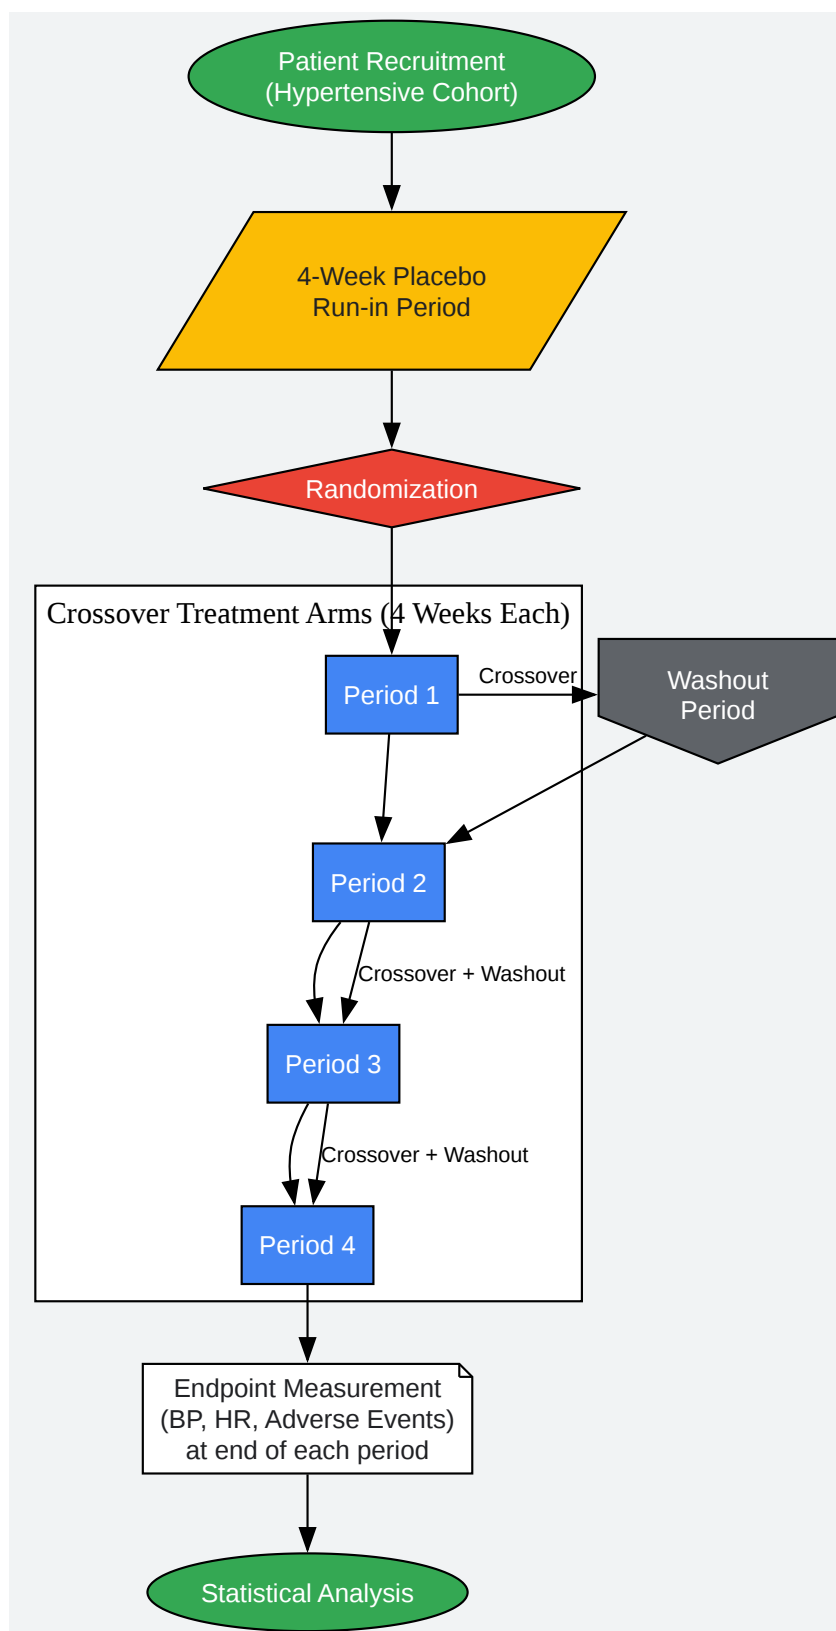 Patient Recruitment
(Hypertensive Cohort)
4-Week Placebo
Run-in Period
Randomization
Crossover Treatment Arms (4 Weeks Each)
Period 1
Crossover
Washout
Period
Period 2
Crossover + Washout
Period 3
Crossover + Washout
Period 4
Endpoint Measurement
(BP, HR, Adverse Events)
at end of each period
Statistical Analysis